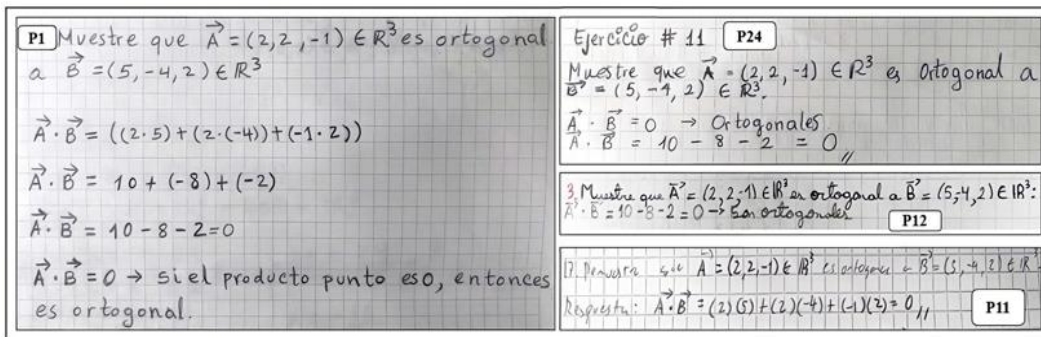 P1 Muestre que A = (2,2,-1) ∈ R³ es ortogonal
a B = (5,-4,2) ∈ R³
A · B = ((2·5)+(2·(-4))+(-1·2))
A · B = 10 + (-8) + (-2)
A · B = 10 - 8 - 2 = 0
A · B = 0 → si el producto punto es 0, entonces
es ortogonal.
Ejercicio # 11 P24
Muestre que A = (2,2,-1) ∈ R³ es Ortogonal a
B = (5,-4,2) ∈ R³.
A · B = 0 → Ortogonales
A · B = 10 - 8 - 2 = 0,,
3. Muestre que A = (2,2,-1) ∈ R³ es ortogonal a B = (5,-4,2) ∈ R³:
A · B = 10-8-2=0 → Son ortogonales
P12
A = (2,2,-1) ∈ R³ es ortogonal a B = (5,-4,2) ∈ R³
Respuesta: A·B = (2)(5)+(2)(-4)+(-1)(2) = 0,,
P11